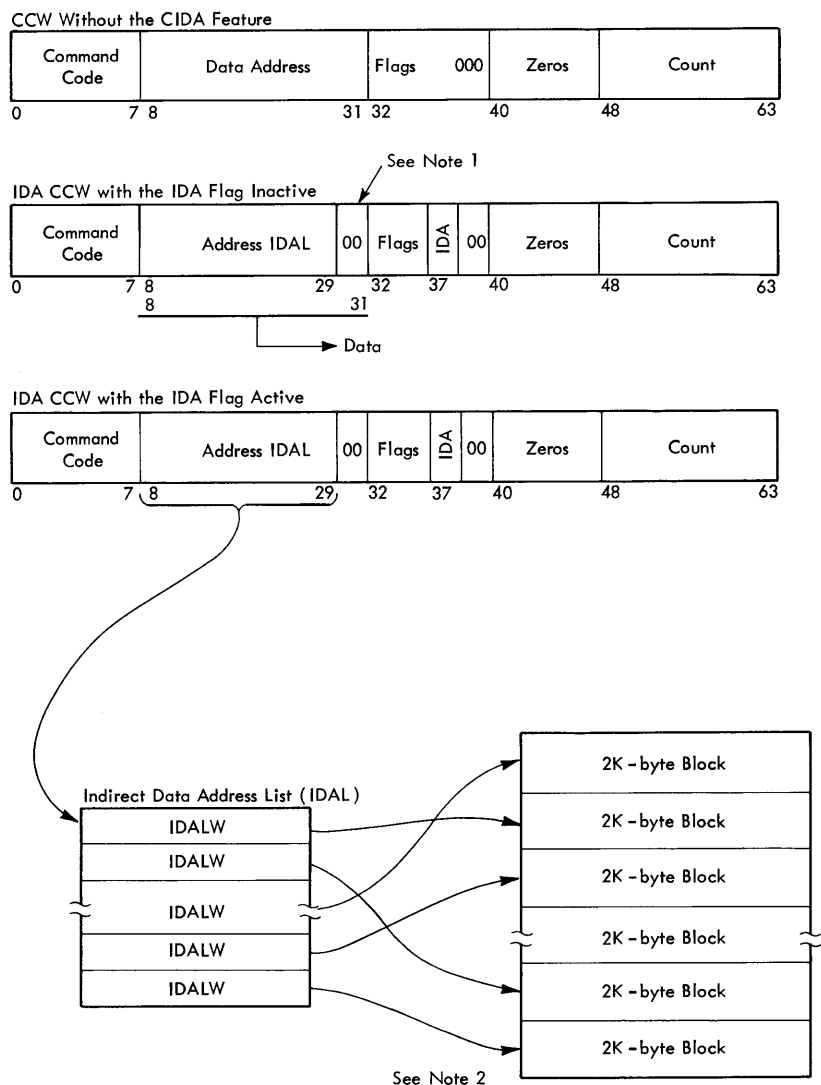 CCW Without the CIDA Feature
Command Code Data Address Flags 000 Zeros Count
0 7 8 31 32 40 48 63
See Note 1
IDA CCW with the IDA Flag Inactive
Command Code Address IDAL 00 Flags IDA 00 Zeros Count
0 7 8 29 32 37 40 48 63
8 31
Data
IDA CCW with the IDA Flag Active
Command Code Address IDAL 00 Flags IDA 00 Zeros Count
0 7 8 29 32 37 40 48 63
2K-byte Block
Indirect Data Address List (IDAL)
IDALW 2K-byte Block
IDALW 2K-byte Block
IDALW
2K-byte Block
IDALW
IDALW 2K-byte Block
2K-byte Block
See Note 2